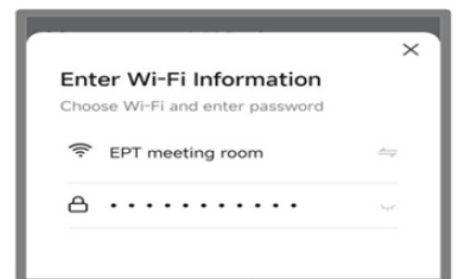 Enter Wi-Fi Information
Choose Wi-Fi and enter password
EPT meeting room
• • • • • • • • • • •